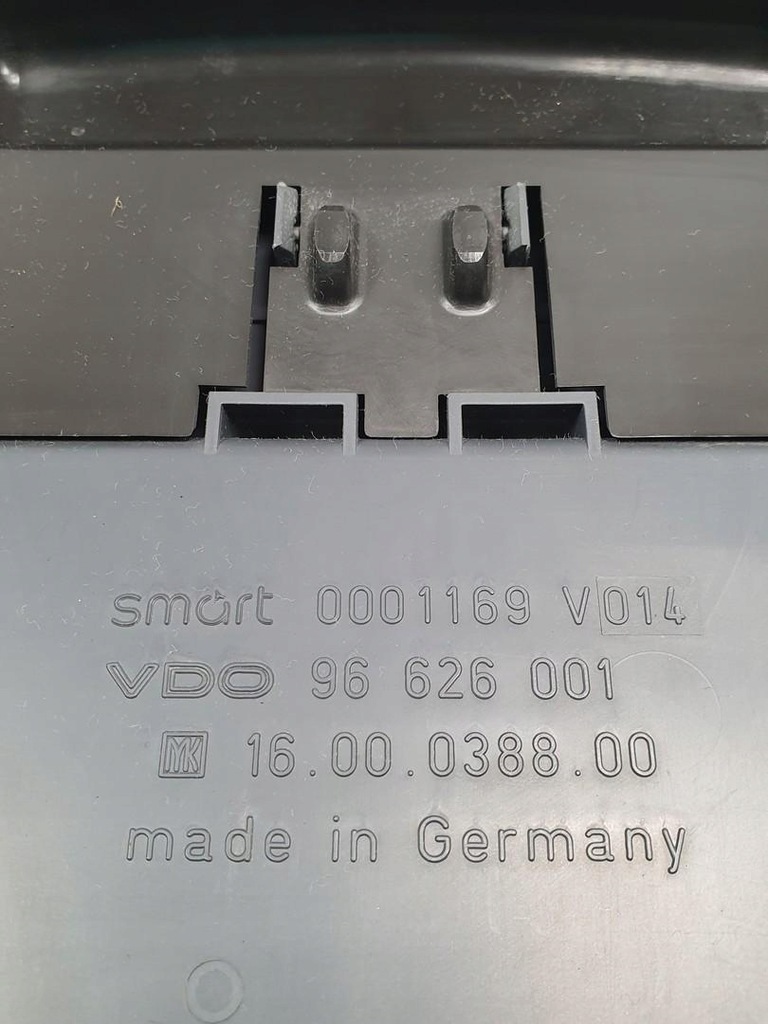 smart 0001169 V014
VDO 96 626 001
MK 16.00.0388.00
made in Germany